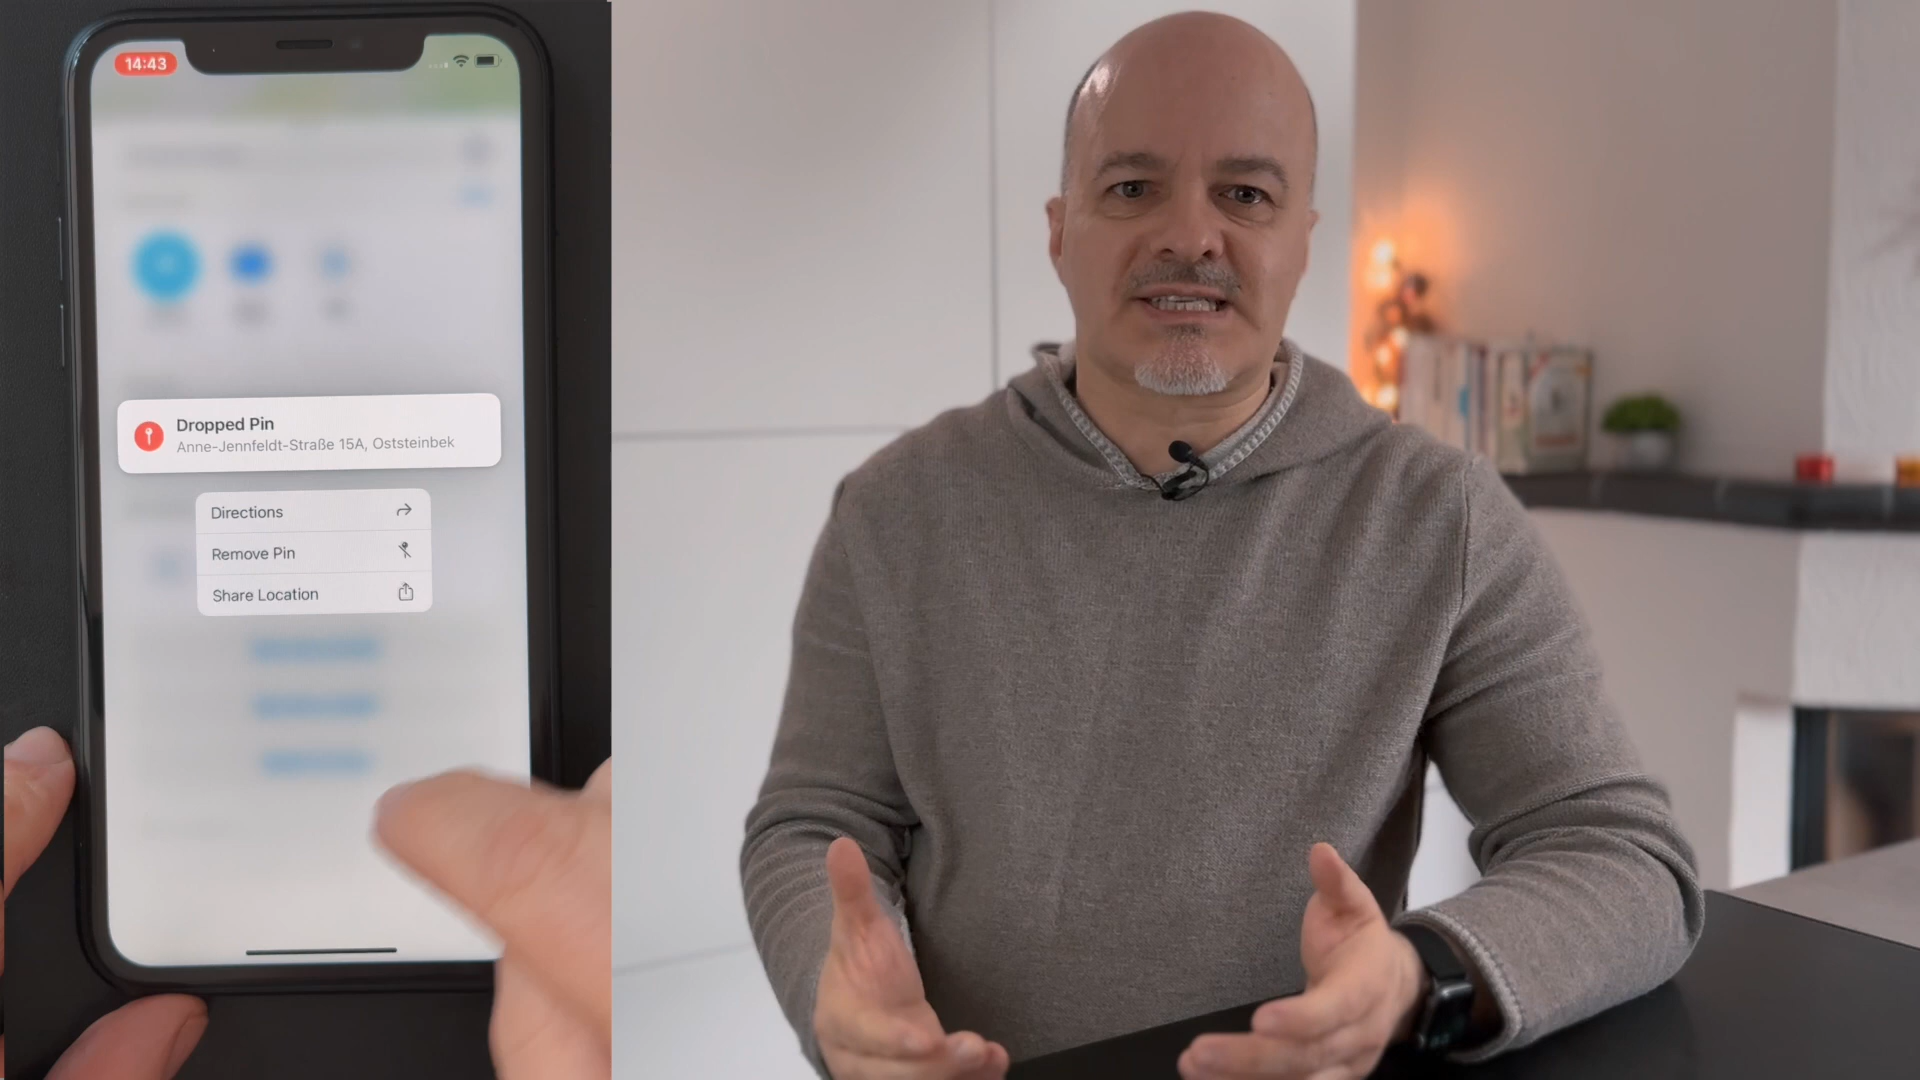 14:43
Dropped Pin
Anne-Jennfeldt-Straße 15A, Oststeinbek
Directions
Remove Pin
Share Location